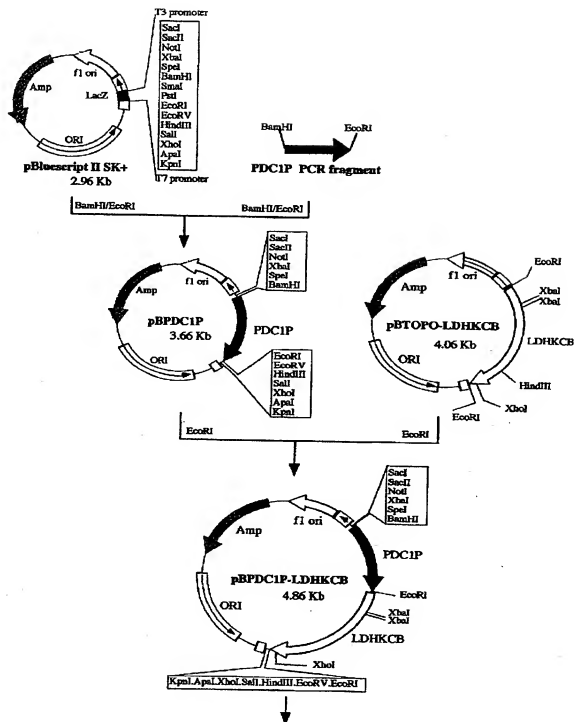 T3 promoter
SacI
SacII
NotI
XbaI
SpeI
BamHI
SmaI
PstI
EcoRI
EcoRV
HindIII
SalI
XhoI
ApaI
KpnI
T7 promoter
f1 ori
Amp
LacZ
ORI
pBluescript II SK+
2.96 Kb
BamHI
EcoRI
PDC1P PCR fragment
BamHI/EcoRI
BamHI/EcoRI
SacI
SacII
NotI
XbaI
SpeI
BamHI
f1 ori
Amp
pBPDC1P
3.66 Kb
PDC1P
ORI
EcoRI
EcoRV
HindIII
SalI
XhoI
ApaI
KpnI
f1 ori
EcoRI
Amp
XbaI
XbaI
pBTOPO-LDHKCB
4.06 Kb
LDHKCB
ORI
HindIII
XhoI
EcoRI
EcoRI
EcoRI
SacI
SacII
NotI
XbaI
SpeI
BamHI
f1 ori
Amp
PDC1P
pBPDC1P-LDHKCB
4.86 Kb
EcoRI
XbaI
XbaI
ORI
LDHKCB
XhoI
KpnI.ApaI.XhoI.SalI.HindIII.EcoRV.EcoRI